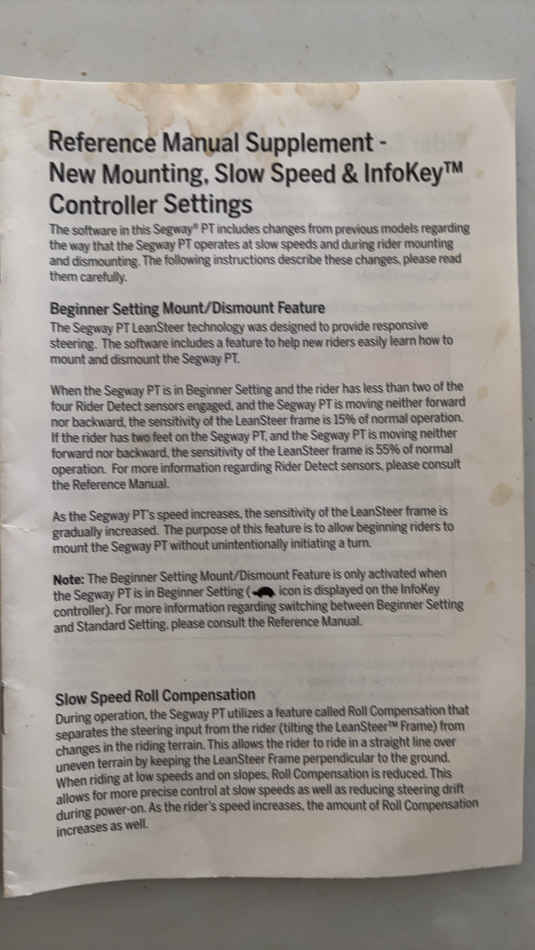 Reference Manual Supplement -
New Mounting, Slow Speed & InfoKey™
Controller Settings
The software in this Segway® PT includes changes from previous models regarding
the way that the Segway PT operates at slow speeds and during rider mounting
and dismounting. The following instructions describe these changes, please read
them carefully.
Beginner Setting Mount/Dismount Feature
The Segway PT LeanSteer technology was designed to provide responsive
steering. The software includes a feature to help new riders easily learn how to
mount and dismount the Segway PT.
When the Segway PT is in Beginner Setting and the rider has less than two of the
four Rider Detect sensors engaged, and the Segway PT is moving neither forward
nor backward, the sensitivity of the LeanSteer frame is 15% of normal operation.
If the rider has two feet on the Segway PT, and the Segway PT is moving neither
forward nor backward, the sensitivity of the LeanSteer frame is 55% of normal
operation. For more information regarding Rider Detect sensors, please consult
the Reference Manual.
As the Segway PT's speed increases, the sensitivity of the LeanSteer frame is
gradually increased. The purpose of this feature is to allow beginning riders to
mount the Segway PT without unintentionally initiating a turn.
Note: The Beginner Setting Mount/Dismount Feature is only activated when
the Segway PT is in Beginner Setting ( icon is displayed on the InfoKey
controller). For more information regarding switching between Beginner Setting
and Standard Setting, please consult the Reference Manual.
Slow Speed Roll Compensation
During operation, the Segway PT utilizes a feature called Roll Compensation that
separates the steering input from the rider (tilting the LeanSteer™ Frame) from
changes in the riding terrain. This allows the rider to ride in a straight line over
uneven terrain by keeping the LeanSteer Frame perpendicular to the ground.
When riding at low speeds and on slopes, Roll Compensation is reduced. This
allows for more precise control at slow speeds as well as reducing steering drift
during power-on. As the rider's speed increases, the amount of Roll Compensation
increases as well.